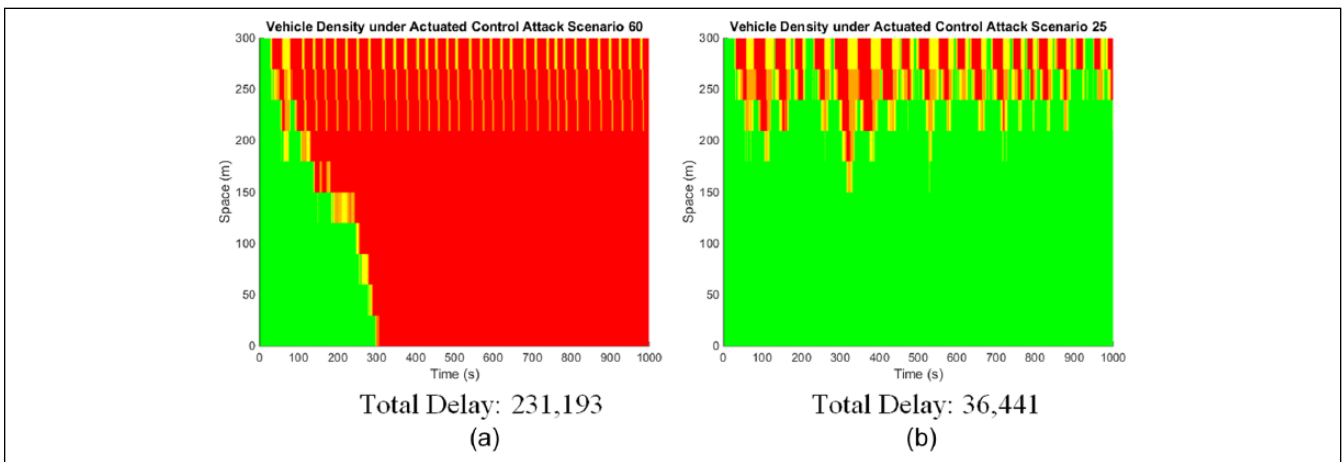 Vehicle Density under Actuated Control Attack Scenario 60
300
250
200
150
100
50
0
Space (m)
0 100 200 300 400 500 600 700 800 900 1000
Time (s)
Total Delay: 231,193
(a)
Vehicle Density under Actuated Control Attack Scenario 25
300
250
200
150
100
50
0
Space (m)
0 100 200 300 400 500 600 700 800 900 1000
Time (s)
Total Delay: 36,441
(b)